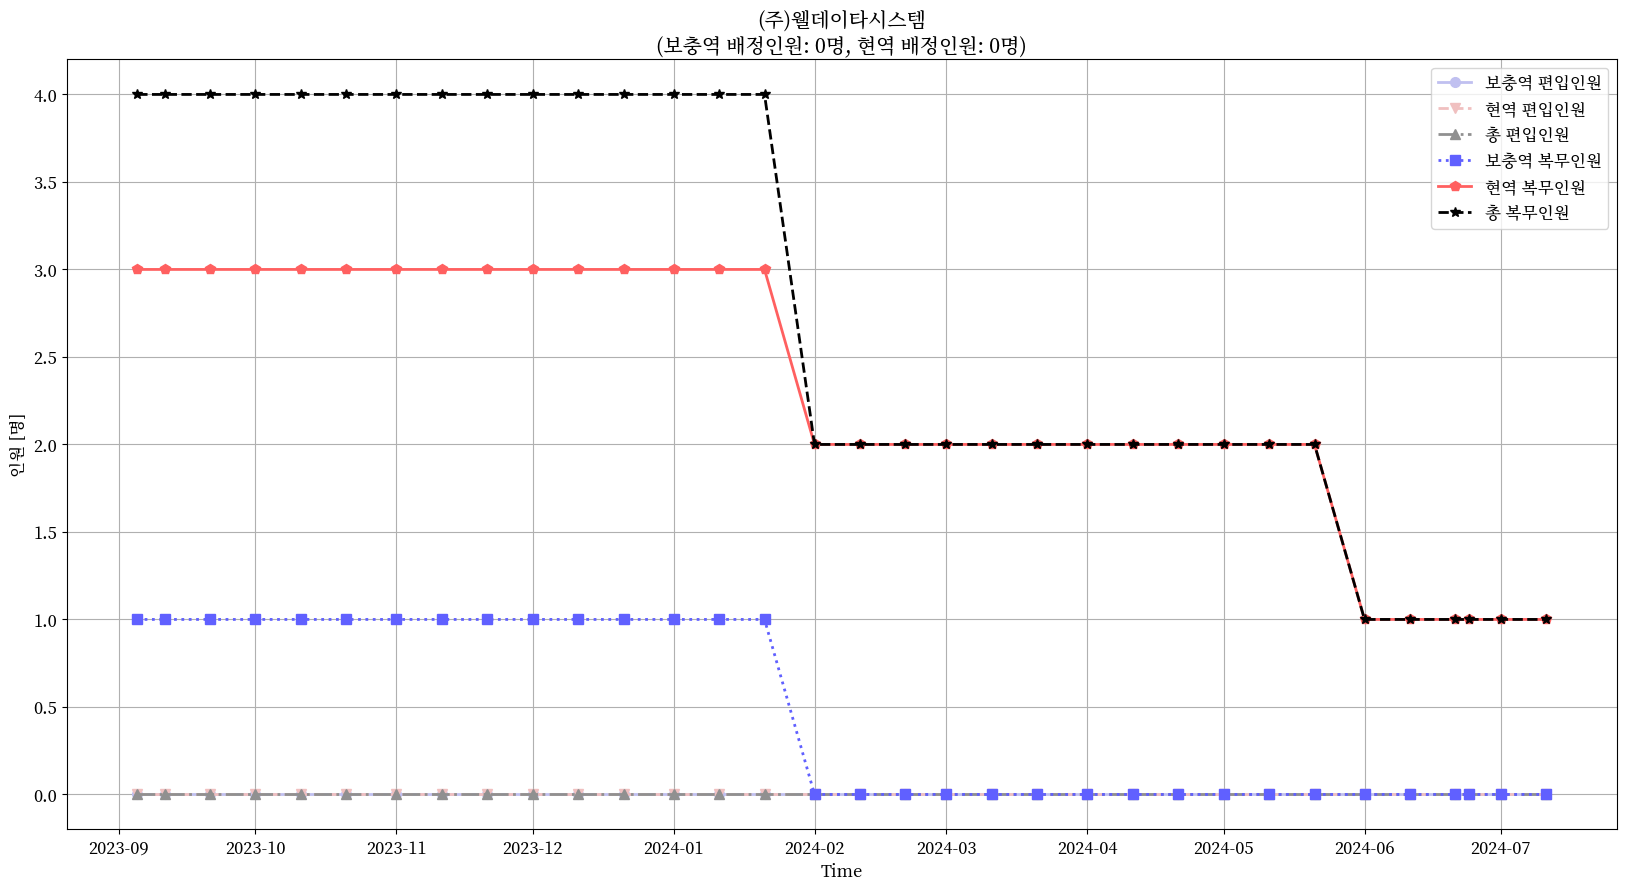 (주)웰데이타시스템
(보충역 배정인원: 0명, 현역 배정인원: 0명)
보충역 편입인원
현역 편입인원
총 편입인원
보충역 복무인원
현역 복무인원
총 복무인원
인원 [명]
4.0
3.5
3.0
2.5
2.0
1.5
1.0
0.5
0.0
2023-09 2023-10 2023-11 2023-12 2024-01 2024-02 2024-03 2024-04 2024-05 2024-06 2024-07
Time